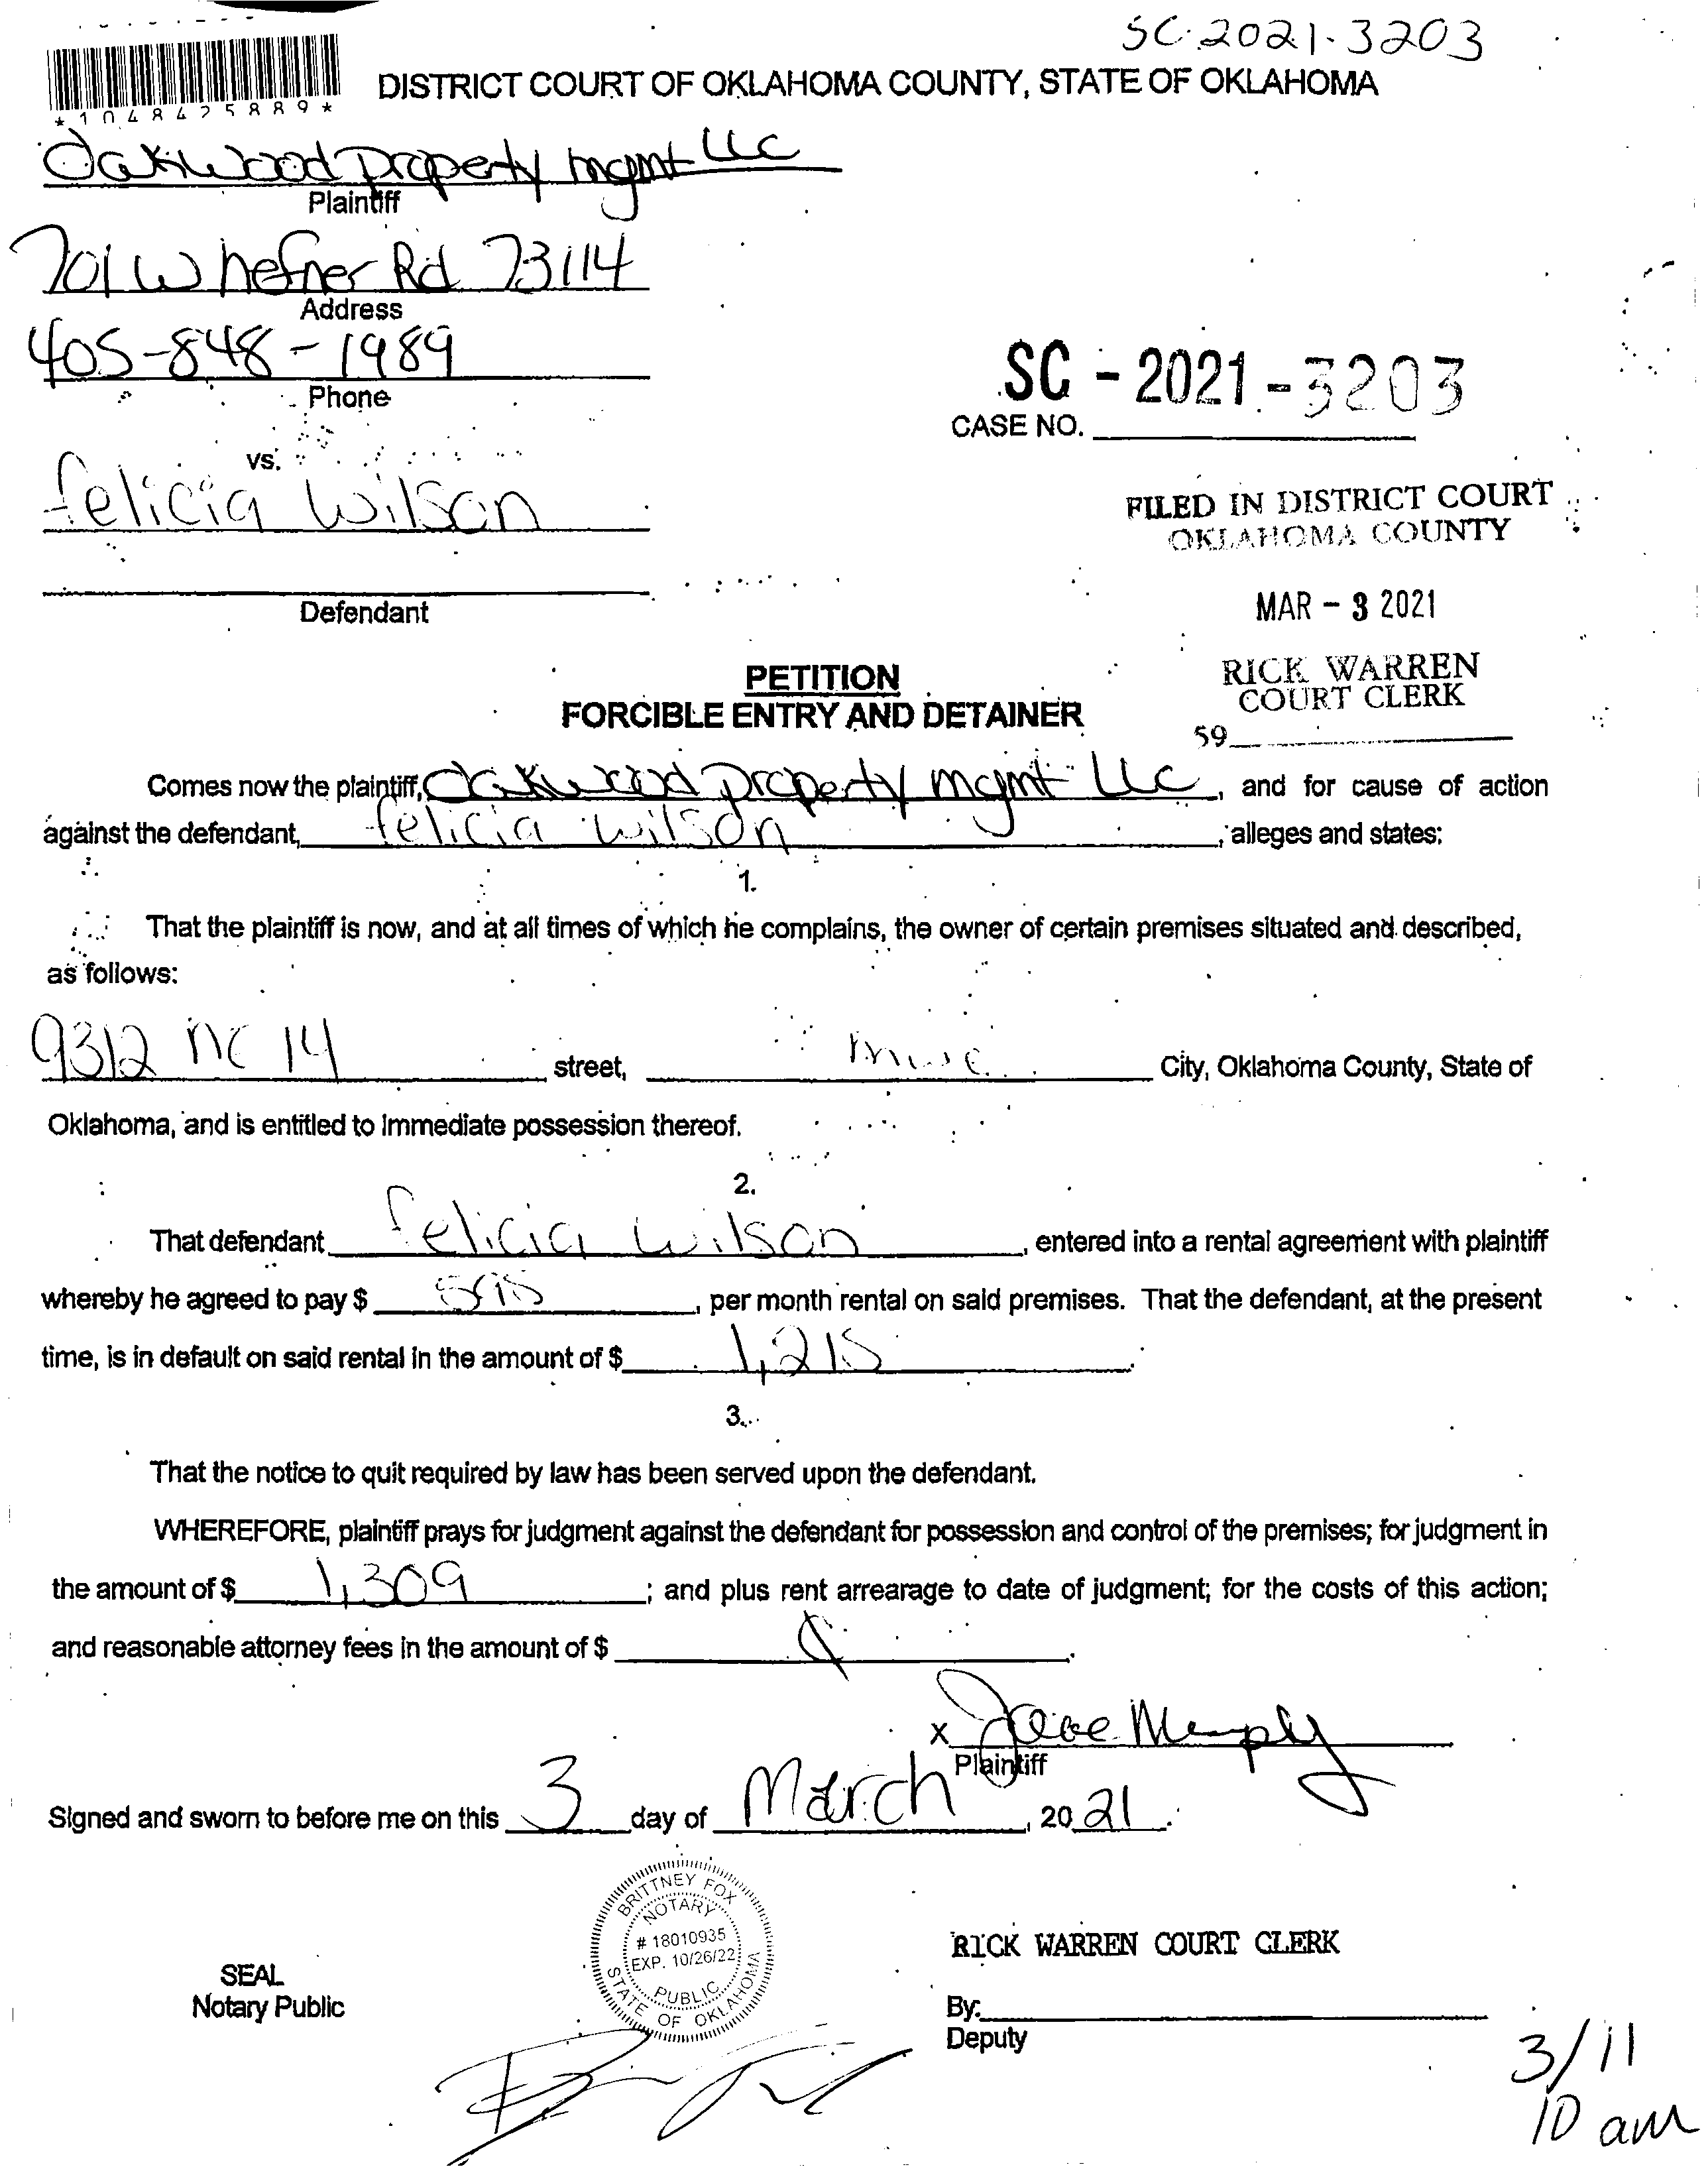 SC-2021-3203
*1048425889*
DISTRICT COURT OF OKLAHOMA COUNTY, STATE OF OKLAHOMA
Oakwood property mgmt LLC
Plaintiff
701 W hefner Rd 73114
Address
405-848-1989
Phone
SC - 2021 - 3203
CASE NO.
vs.
felicia wilson
FILED IN DISTRICT COURT
OKLAHOMA COUNTY
Defendant
MAR - 3 2021
RICK WARREN
COURT CLERK
59
PETITION
FORCIBLE ENTRY AND DETAINER
Comes now the plaintiff, Oakwood property mgmt LLC, and for cause of action
against the defendant, felicia wilson, alleges and states:
1.
That the plaintiff is now, and at all times of which he complains, the owner of certain premises situated and described,
as follows:
9312 NE 14 street, mwc City, Oklahoma County, State of
Oklahoma, and is entitled to immediate possession thereof.
2.
That defendant felicia wilson, entered into a rental agreement with plaintiff
whereby he agreed to pay $ 595, per month rental on said premises. That the defendant, at the present
time, is in default on said rental in the amount of $ 1,215.
3.
That the notice to quit required by law has been served upon the defendant.
WHEREFORE, plaintiff prays for judgment against the defendant for possession and control of the premises; for judgment in
the amount of $ 1,309; and plus rent arrearage to date of judgment; for the costs of this action;
and reasonable attorney fees in the amount of $
x
Plaintiff
Signed and sworn to before me on this 3 day of March, 20 21.
BRITTNEY FOX
NOTARY
# 18010935
EXP. 10/26/22
PUBLIC
STATE OF OKLAHOMA
SEAL
Notary Public
RICK WARREN COURT CLERK
By:
Deputy
3/11
10 am